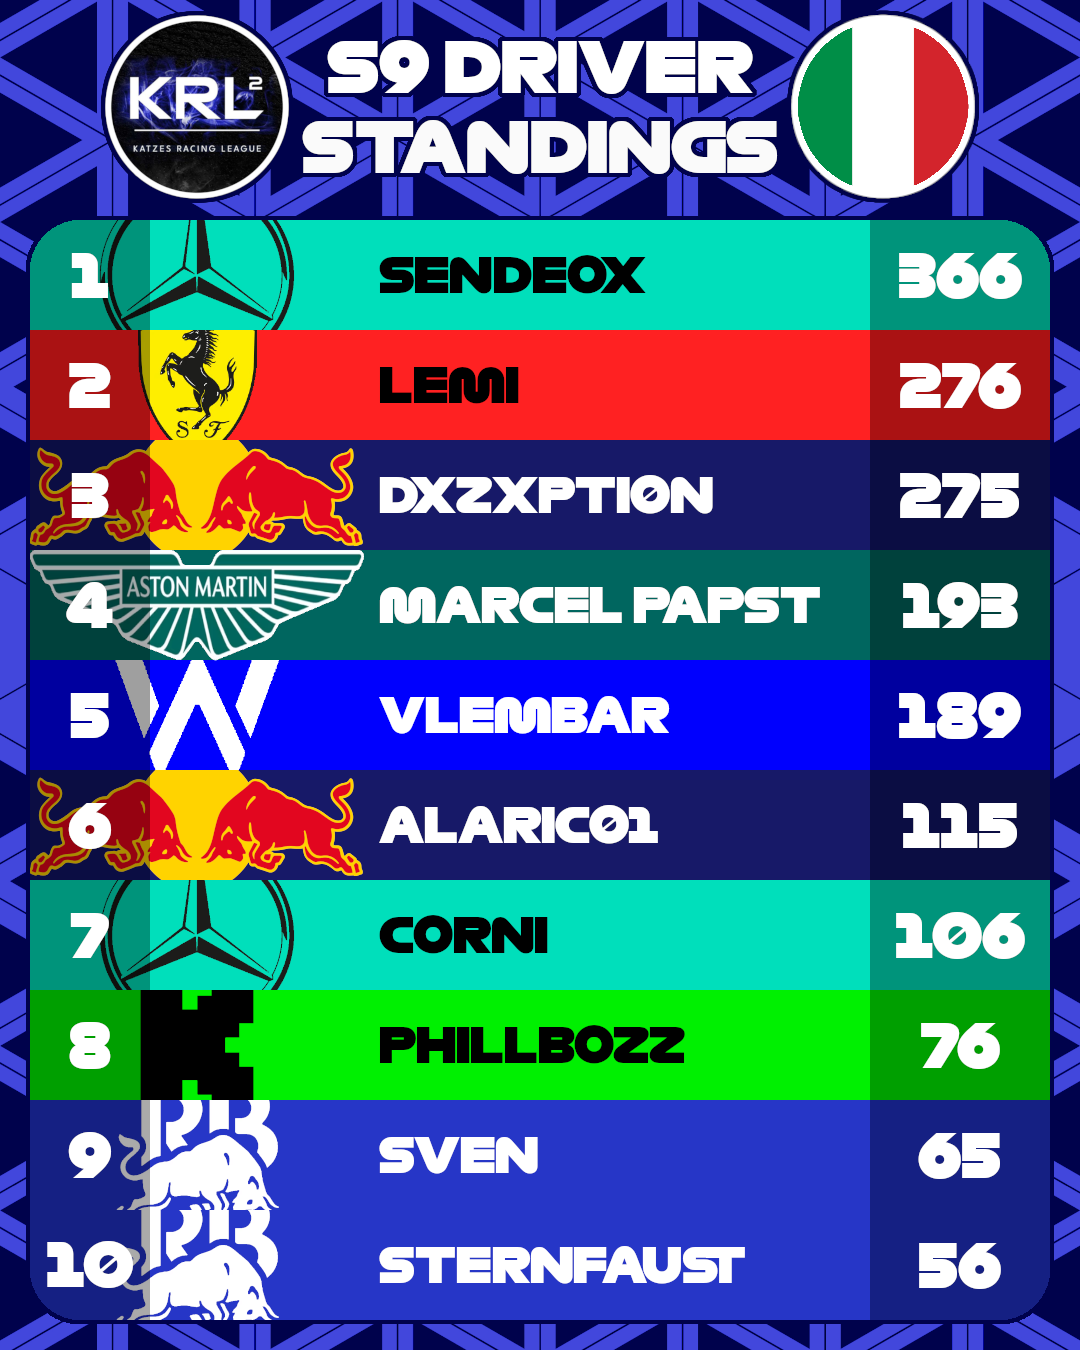 KRL²
KATZES RACING LEAGUE
S9 DRIVER
STANDINGS
1 SENDEOX 366
2 S F LEMI 276
3 DXZXPTION 275
4 ASTON MARTIN MARCEL PAPST 193
5 W VLEMBAR 189
6 ALARIC01 115
7 CORNI 106
8 K PHILLBOZZ 76
9 RB SVEN 65
10 RB STERNFAUST 56